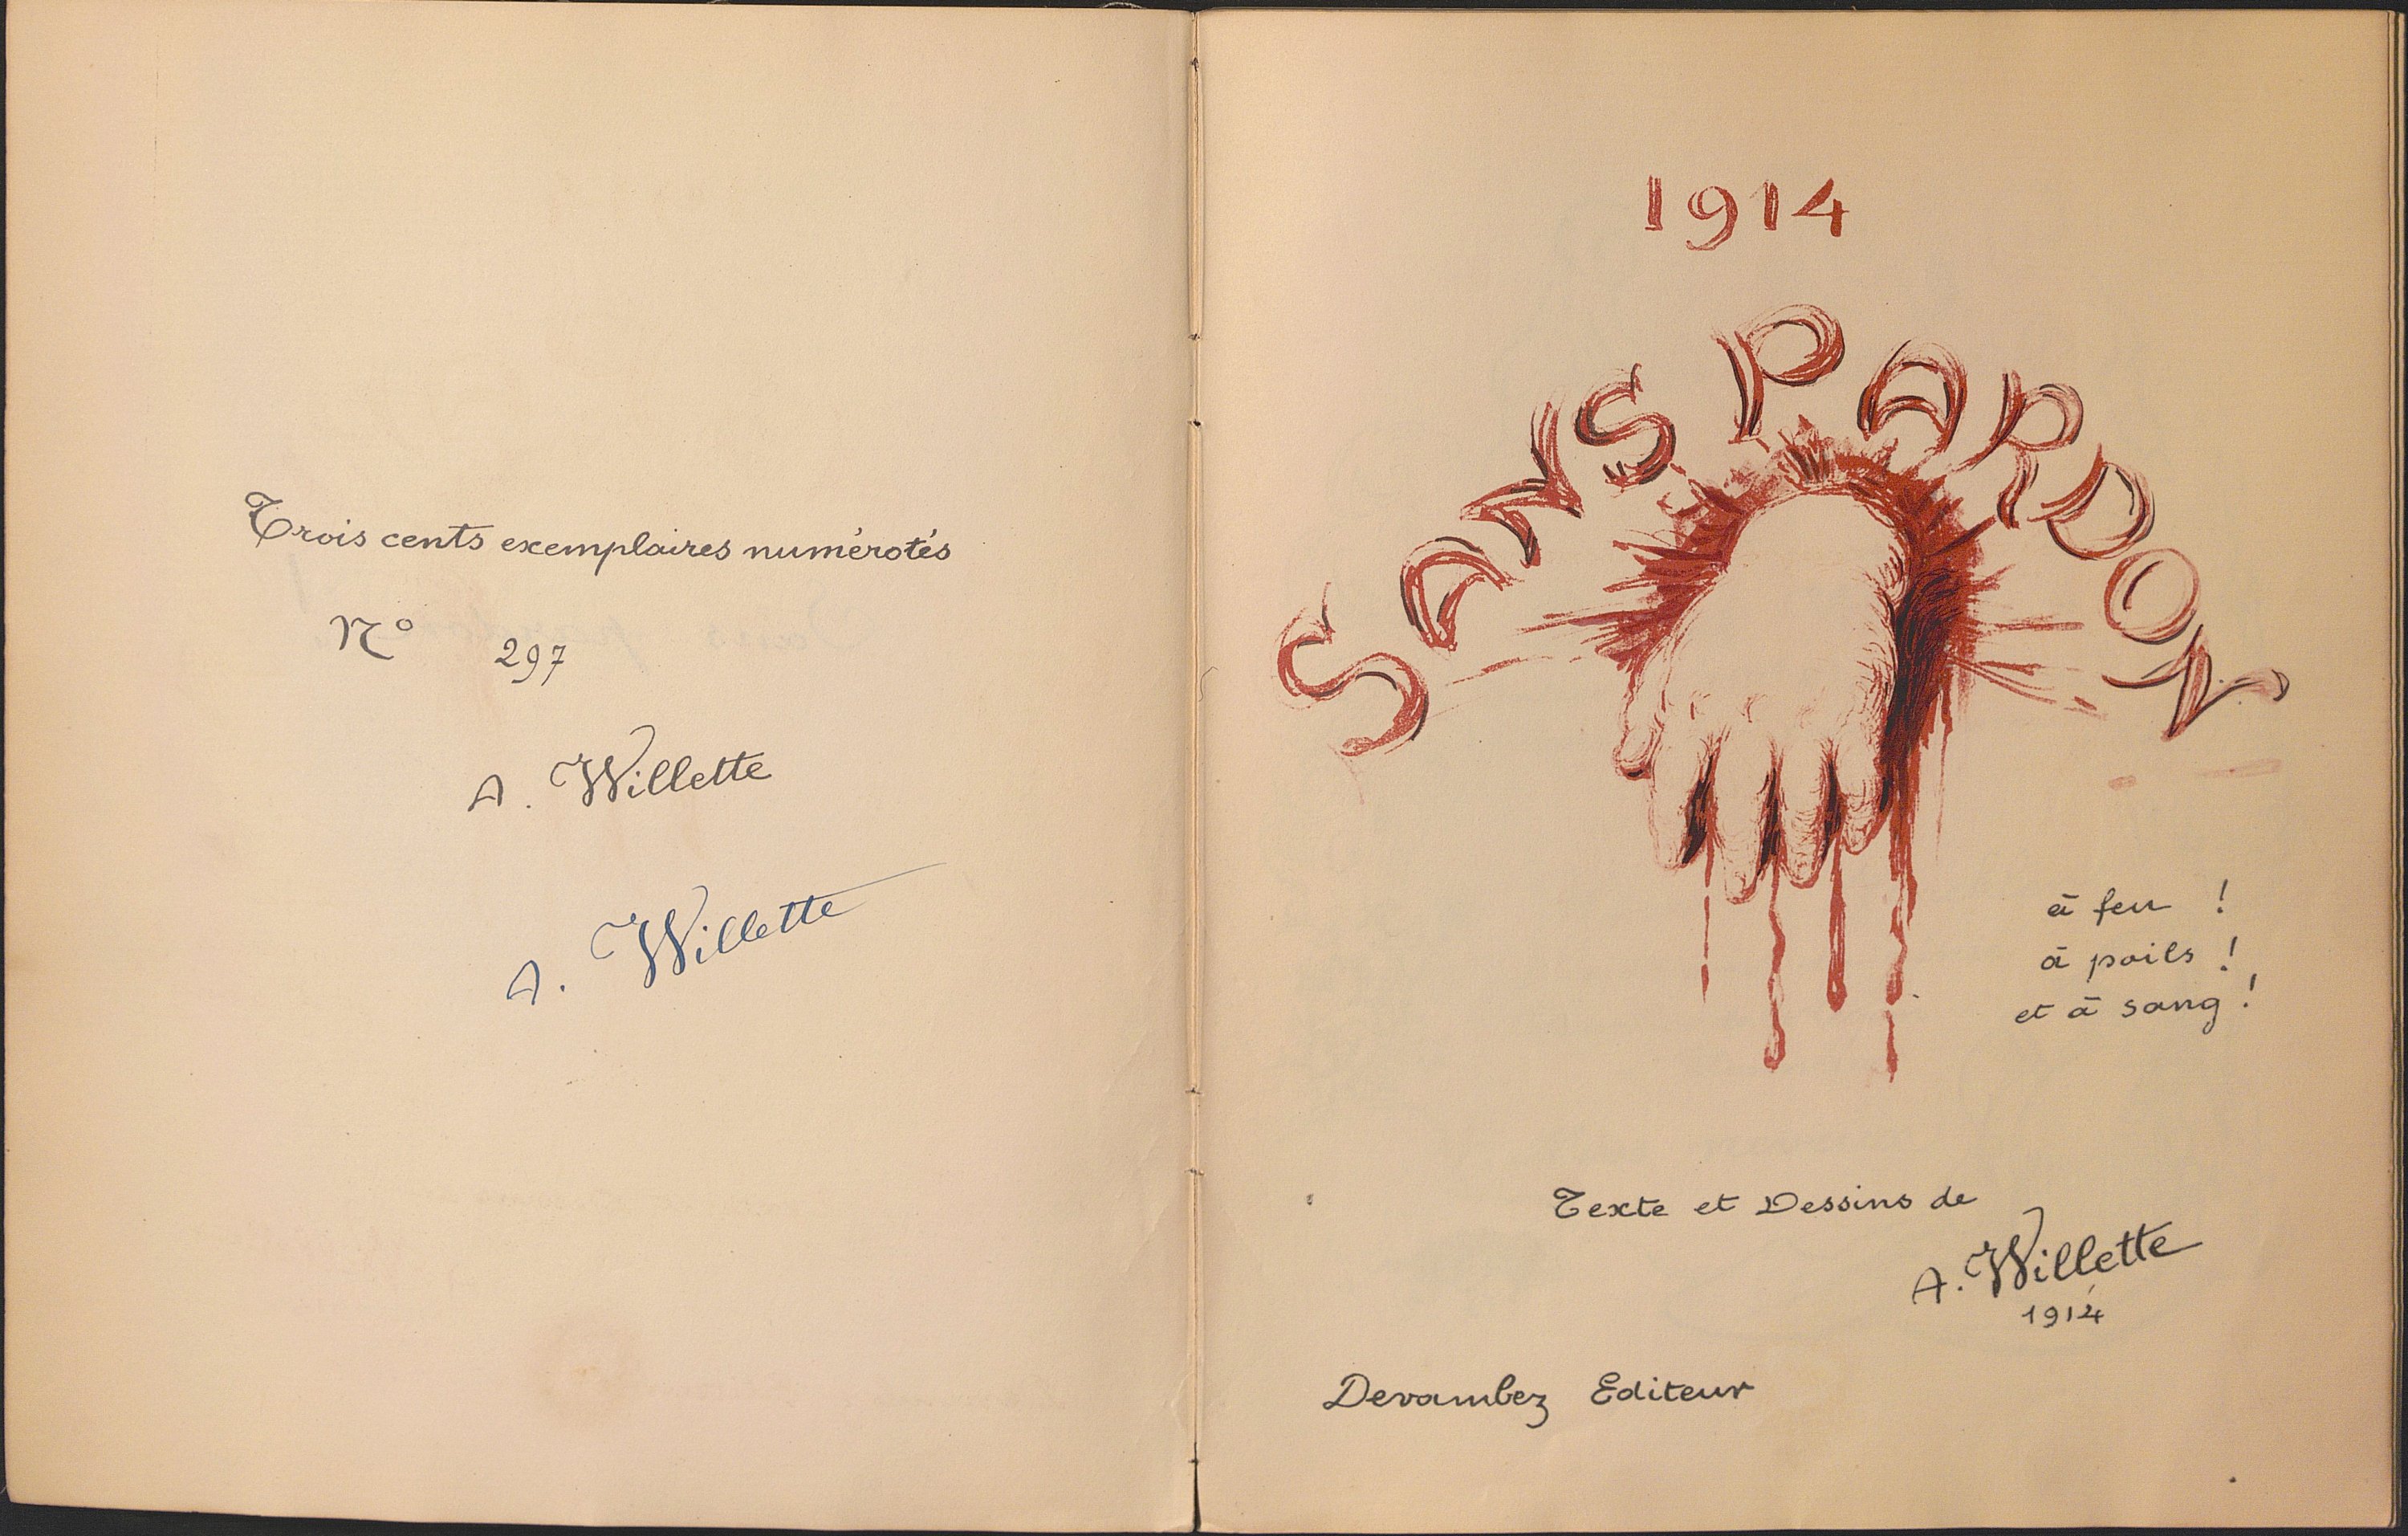 Trois cents exemplaires numérotés
No 297
A. Willette
A. Willette
1914
SANS PARDON
à feu !
à poils !
et à sang !
Texte et Dessins de
A. Willette
1914
Devambez Editeur